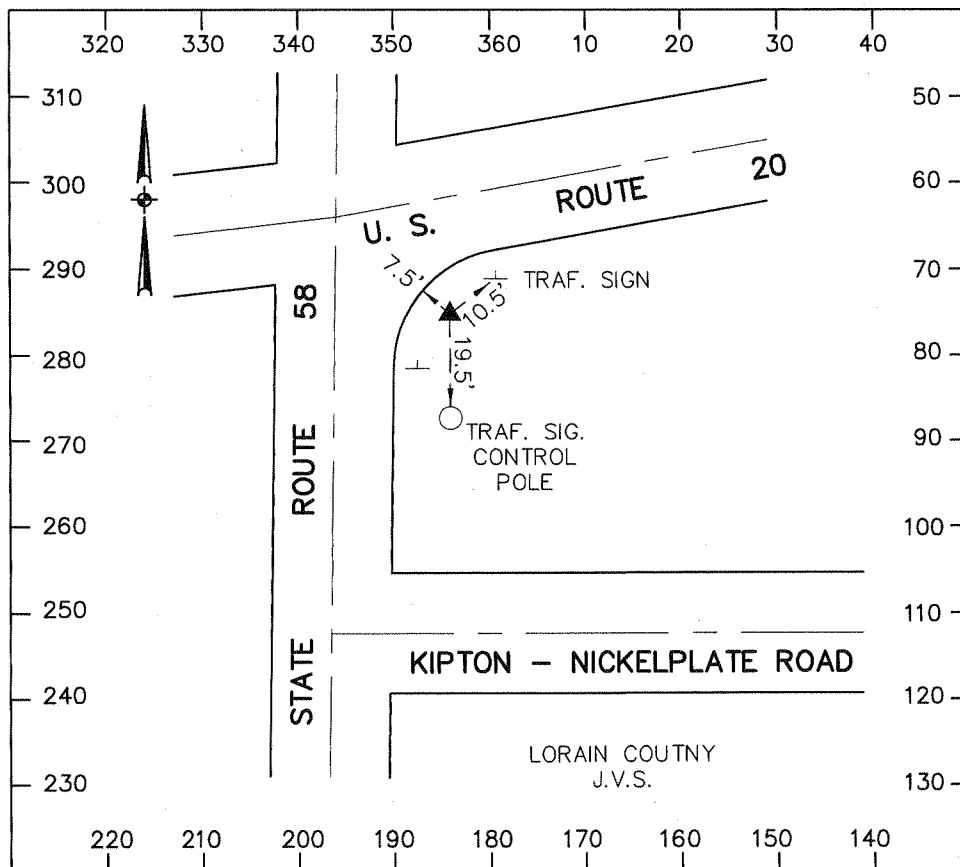 320 330 340 350 360 10 20 30 40
310 50
300 60
290 70
280 80
270 90
260 100
250 110
240 120
230 130
220 210 200 190 180 170 160 150 140
U. S. ROUTE 20
STATE ROUTE 58
7.5'
10.5'
19.5'
TRAF. SIGN
TRAF. SIG.
CONTROL
POLE
KIPTON – NICKELPLATE ROAD
LORAIN COUTNY
J.V.S.